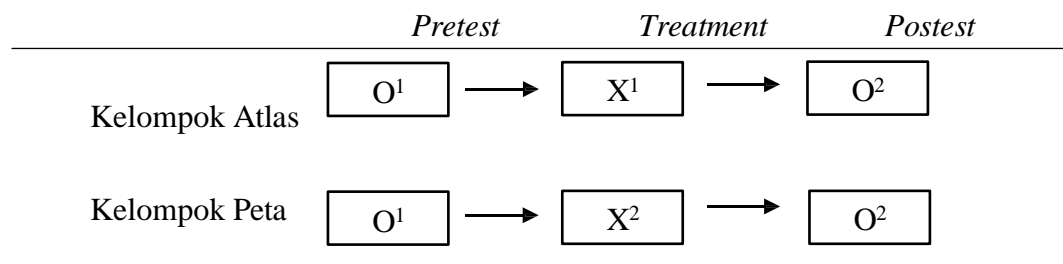 Pretest Treatment Postest
O¹ X¹ O²
Kelompok Atlas
Kelompok Peta O¹ X² O²